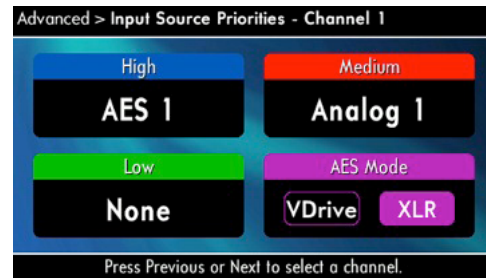 Advanced > Input Source Priorities - Channel 1
High
Medium
AES 1
Analog 1
Low
AES Mode
None
VDrive
XLR
Press Previous or Next to select a channel.